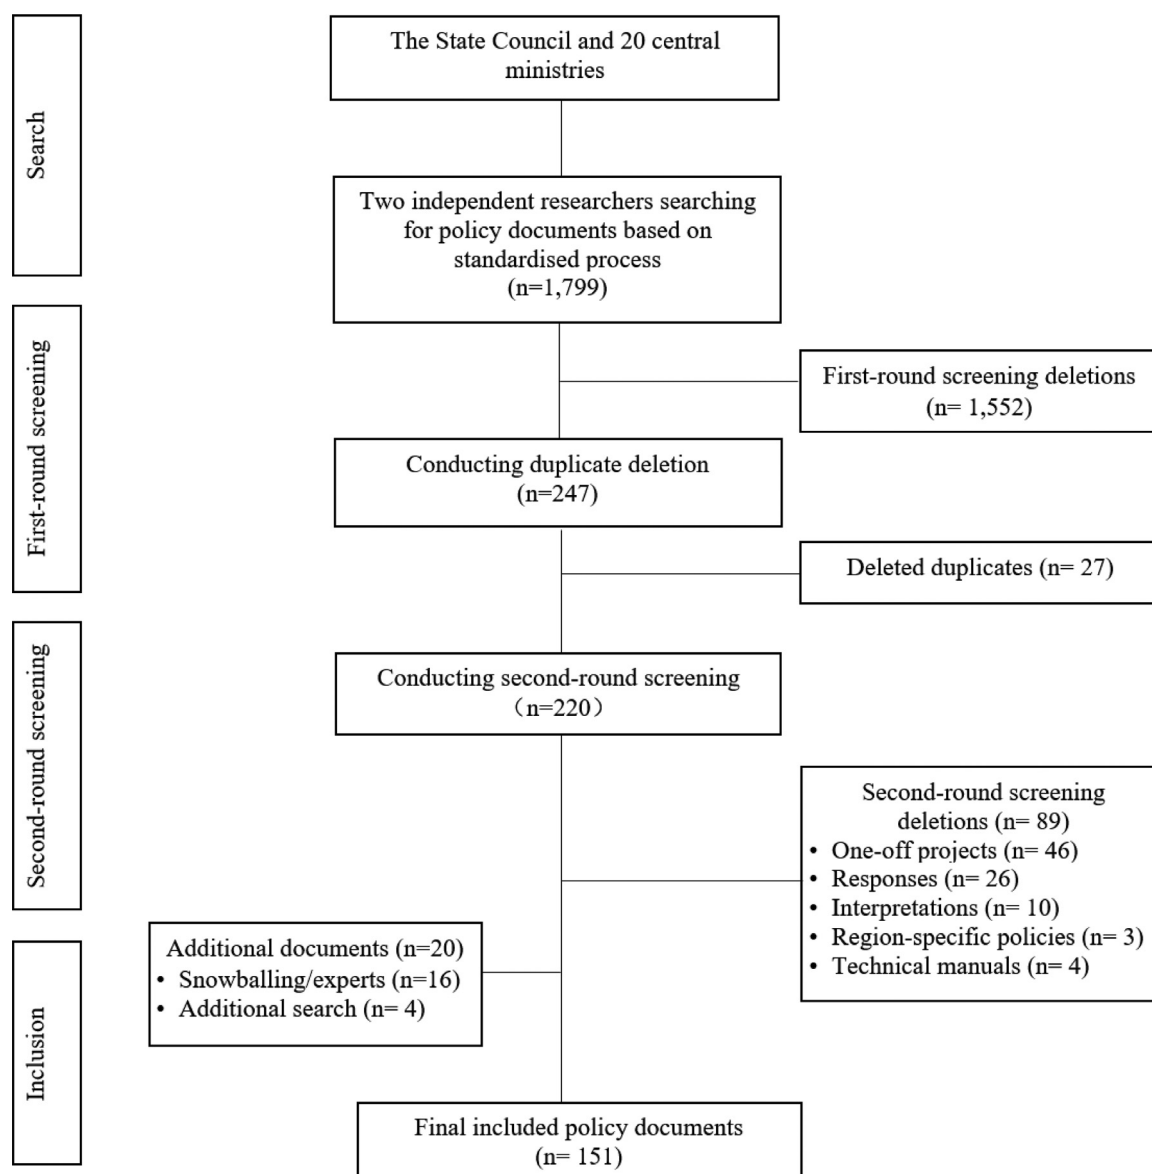 Search
The State Council and 20 central
ministries
Two independent researchers searching
for policy documents based on
standardised process
(n=1,799)
First-round screening
First-round screening deletions
(n= 1,552)
Conducting duplicate deletion
(n=247)
Deleted duplicates (n= 27)
Second-round screening
Conducting second-round screening
（n=220）
Second-round screening
deletions (n= 89)
• One-off projects (n= 46)
• Responses (n= 26)
• Interpretations (n= 10)
• Region-specific policies (n= 3)
• Technical manuals (n= 4)
Inclusion
Additional documents (n=20)
• Snowballing/experts (n=16)
• Additional search (n= 4)
Final included policy documents
(n= 151)